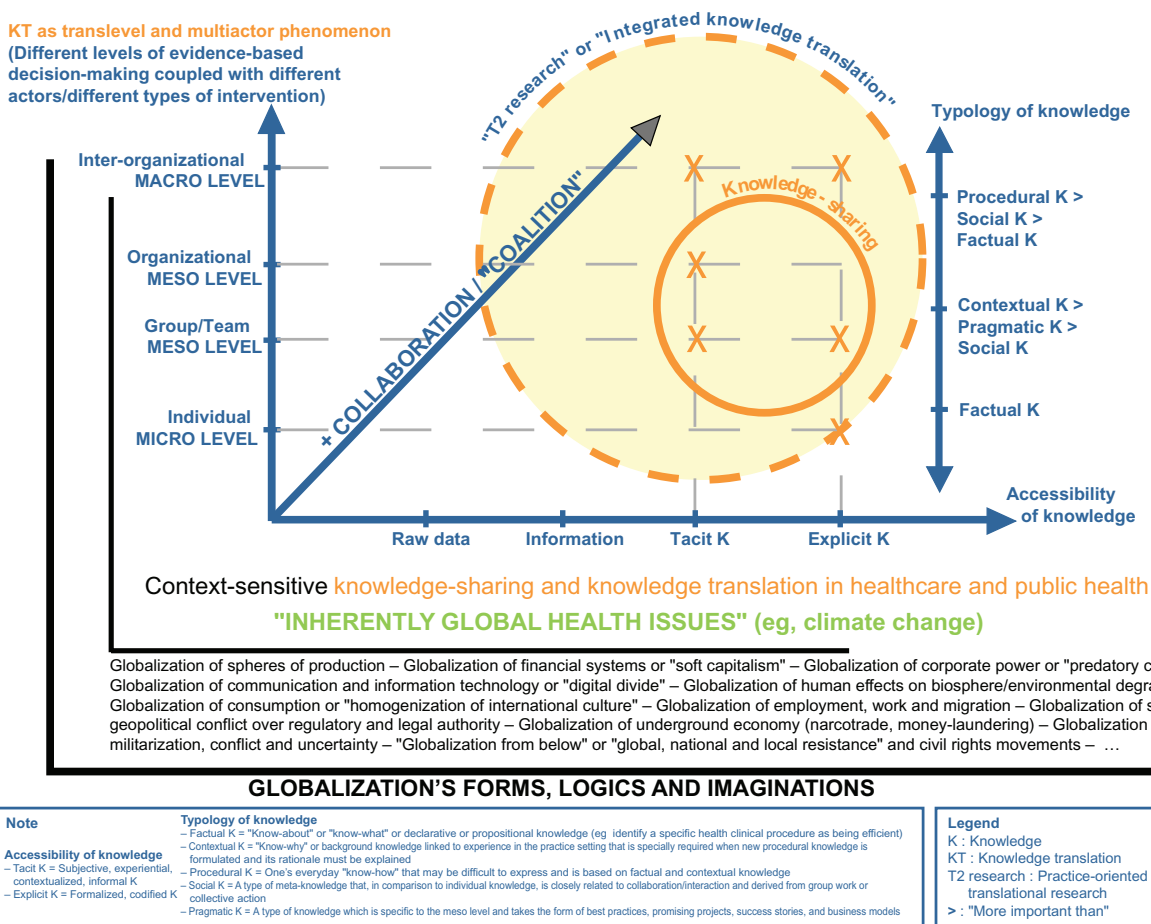 KT as translevel and multiactor phenomenon
(Different levels of evidence-based
decision-making coupled with different
actors/different types of intervention)
"T2 research" or "Integrated knowledge translation"
Typology of knowledge
Inter-organizational
MACRO LEVEL
Organizational
MESO LEVEL
Group/Team
MESO LEVEL
Individual
MICRO LEVEL
+ COLLABORATION / "COALITION"
X X
Knowledge - sharing
X
X X
X
Procedural K >
Social K >
Factual K
Contextual K >
Pragmatic K >
Social K
Factual K
Accessibility
of knowledge
Raw data Information Tacit K Explicit K
Context-sensitive knowledge-sharing and knowledge translation in healthcare and public health
"INHERENTLY GLOBAL HEALTH ISSUES" (eg, climate change)
Globalization of spheres of production – Globalization of financial systems or "soft capitalism" – Globalization of corporate power or "predatory c
Globalization of communication and information technology or "digital divide" – Globalization of human effects on biosphere/environmental degra
Globalization of consumption or "homogenization of international culture" – Globalization of employment, work and migration – Globalization of s
geopolitical conflict over regulatory and legal authority – Globalization of underground economy (narcotrade, money-laundering) – Globalization
militarization, conflict and uncertainty – "Globalization from below" or "global, national and local resistance" and civil rights movements – …
GLOBALIZATION'S FORMS, LOGICS AND IMAGINATIONS
Note
Accessibility of knowledge
– Tacit K = Subjective, experiential,
contextualized, informal K
– Explicit K = Formalized, codified K
Typology of knowledge
– Factual K = "Know-about" or "know-what" or declarative or propositional knowledge (eg identify a specific health clinical procedure as being efficient)
– Contextual K = "Know-why" or background knowledge linked to experience in the practice setting that is specially required when new procedural knowledge is
formulated and its rationale must be explained
– Procedural K = One's everyday "know-how" that may be difficult to express and is based on factual and contextual knowledge
– Social K = A type of meta-knowledge that, in comparison to individual knowledge, is closely related to collaboration/interaction and derived from group work or
collective action
– Pragmatic K = A type of knowledge which is specific to the meso level and takes the form of best practices, promising projects, success stories, and business models
Legend
K : Knowledge
KT : Knowledge translation
T2 research : Practice-oriented
translational research
> : "More important than"